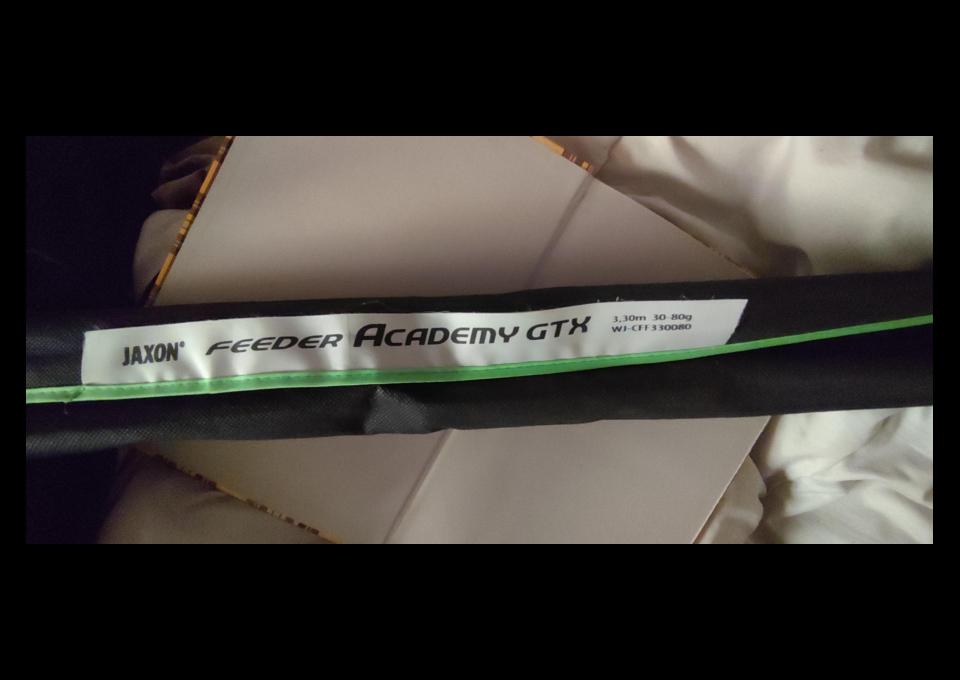 JAXON® FEEDER ACADEMY GTX
3,30m 30-80g
WJ-CFF330080